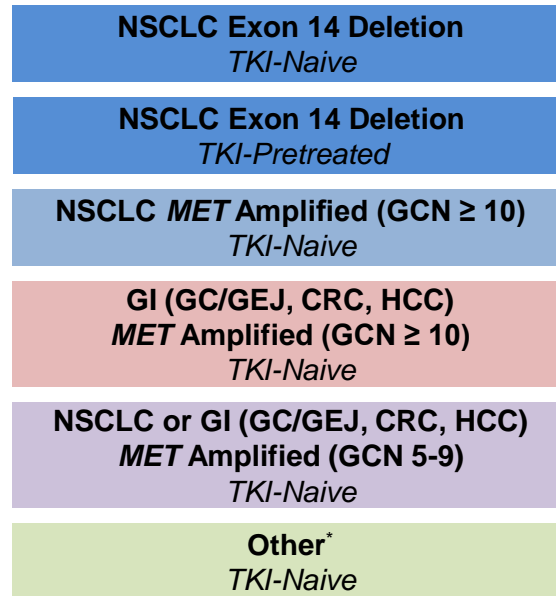 NSCLC Exon 14 Deletion
TKI-Naive
NSCLC Exon 14 Deletion
TKI-Pretreated
NSCLC MET Amplified (GCN ≥ 10)
TKI-Naive
GI (GC/GEJ, CRC, HCC)
MET Amplified (GCN ≥ 10)
TKI-Naive
NSCLC or GI (GC/GEJ, CRC, HCC)
MET Amplified (GCN 5-9)
TKI-Naive
Other*
TKI-Naive